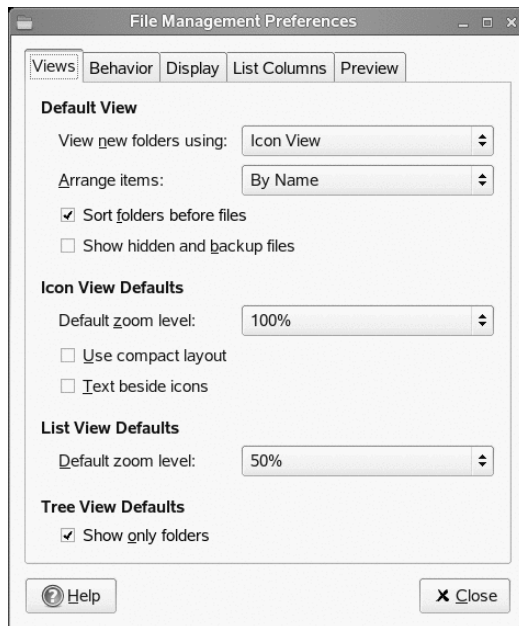 File Management Preferences
Views Behavior Display List Columns Preview
Default View
View new folders using: Icon View
Arrange items: By Name
Sort folders before files
Show hidden and backup files
Icon View Defaults
Default zoom level: 100%
Use compact layout
Text beside icons
List View Defaults
Default zoom level: 50%
Tree View Defaults
Show only folders
Help Close